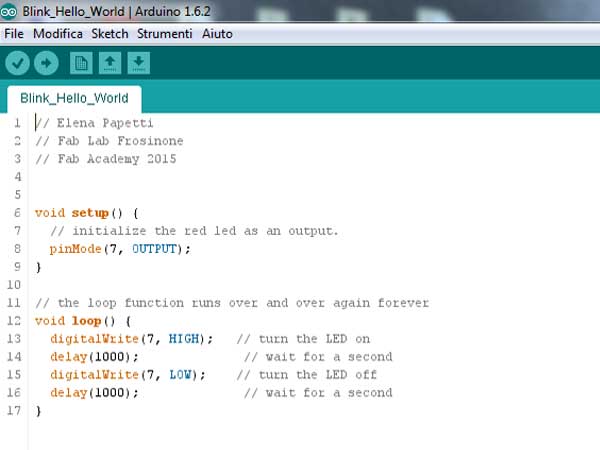 Blink_Hello_World | Arduino 1.6.2
File Modifica Sketch Strumenti Aiuto
Blink_Hello_World
1 // Elena Papetti
2 // Fab Lab Frosinone
3 // Fab Academy 2015
4
5
6 void setup() {
7 // initialize the red led as an output.
8 pinMode(7, OUTPUT);
9 }
10
11 // the loop function runs over and over again forever
12 void loop() {
13 digitalWrite(7, HIGH); // turn the LED on
14 delay(1000); // wait for a second
15 digitalWrite(7, LOW); // turn the LED off
16 delay(1000); // wait for a second
17 }